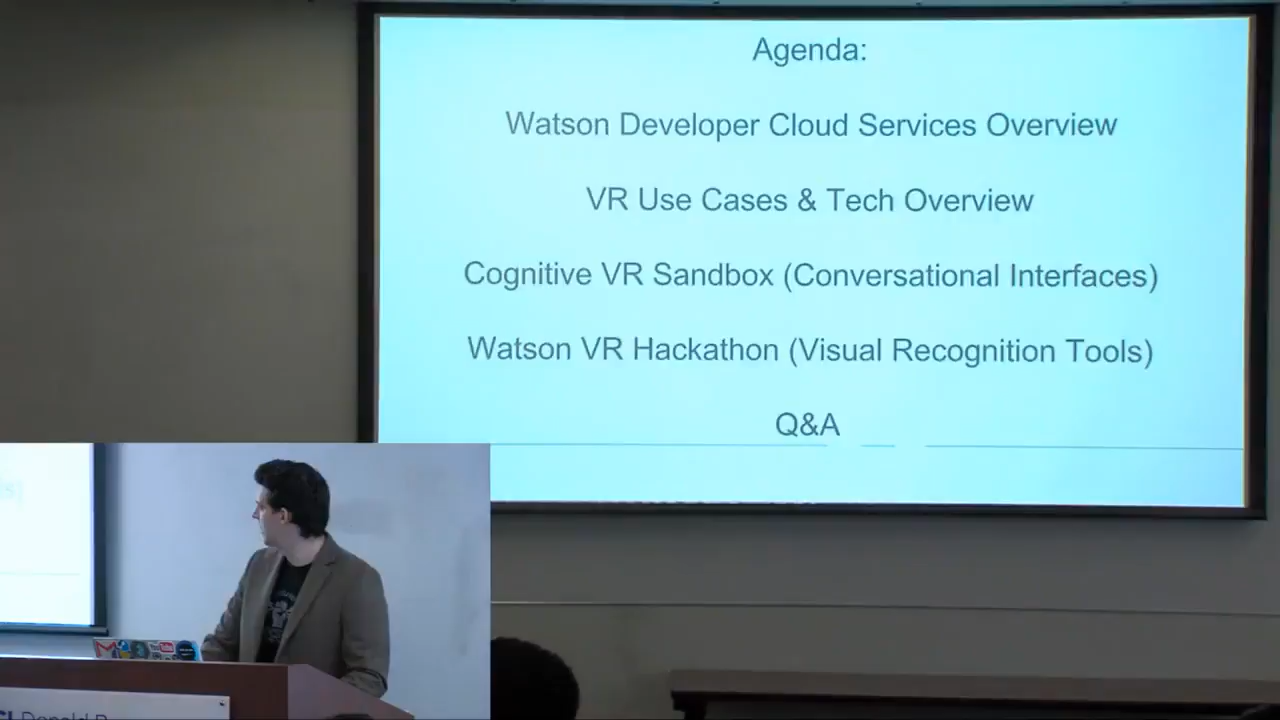 Agenda:
Watson Developer Cloud Services Overview
VR Use Cases & Tech Overview
Cognitive VR Sandbox (Conversational Interfaces)
Watson VR Hackathon (Visual Recognition Tools)
Q&A
Donald